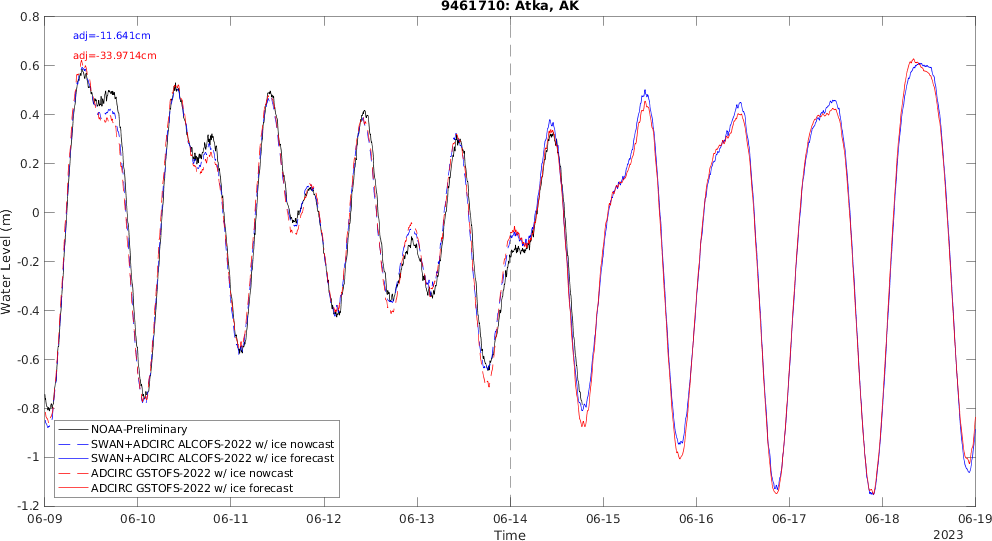 9461710: Atka, AK
adj=-11.641cm
adj=-33.9714cm
Water Level (m)
0.8
0.6
0.4
0.2
0
-0.2
-0.4
-0.6
-0.8
-1
-1.2
NOAA-Preliminary
SWAN+ADCIRC ALCOFS-2022 w/ ice nowcast
SWAN+ADCIRC ALCOFS-2022 w/ ice forecast
ADCIRC GSTOFS-2022 w/ ice nowcast
ADCIRC GSTOFS-2022 w/ ice forecast
06-09 06-10 06-11 06-12 06-13 06-14 06-15 06-16 06-17 06-18 06-19
Time
2023